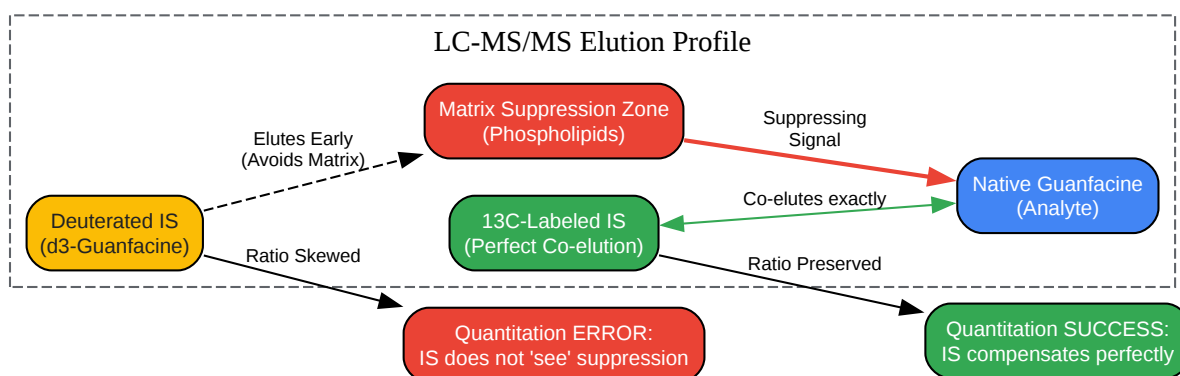 LC-MS/MS Elution Profile
Matrix Suppression Zone
(Phospholipids)
Suppressing
Signal
Elutes Early
(Avoids Matrix)
Native Guanfacine
(Analyte)
Co-elutes exactly
Deuterated IS
(d3-Guanfacine)
13C-Labeled IS
(Perfect Co-elution)
Ratio Skewed
Ratio Preserved
Quantitation ERROR:
IS does not 'see' suppression
Quantitation SUCCESS:
IS compensates perfectly